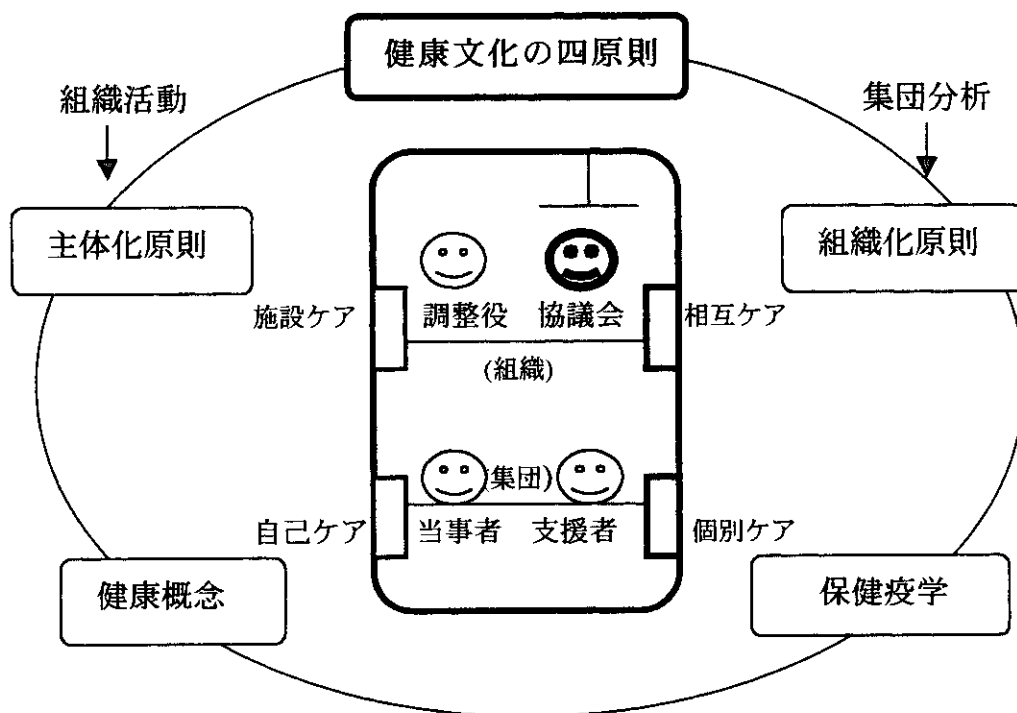 健康文化の四原則
組織活動
集団分析
主体化原則
組織化原則
施設ケア
調整役
協議会
相互ケア
(組織)
(集団)
自己ケア
当事者
支援者
個別ケア
健康概念
保健疫学